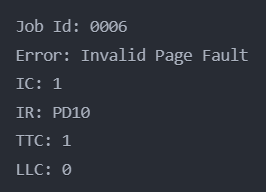 Job Id: 0006
Error: Invalid Page Fault
IC: 1
IR: PD10
TTC: 1
LLC: 0